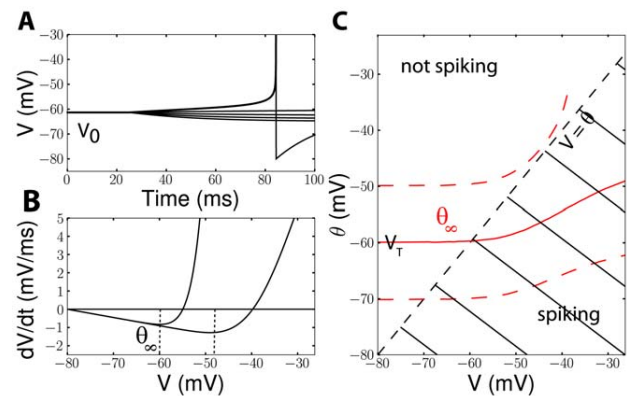 A
-30
-40
-50
-60
-70
-80
V (mV)
V₀
0
20
40
60
80
100
Time (ms)
B
5
4
3
2
1
0
-1
-2
dV/dt (mV/ms)
θ∞
-80
-70
-60
-50
-40
-30
V (mV)
C
-30
-40
-50
-60
-70
-80
θ (mV)
not spiking
V=θ
θ∞
V_T
spiking
-80
-70
-60
-50
-40
-30
V (mV)